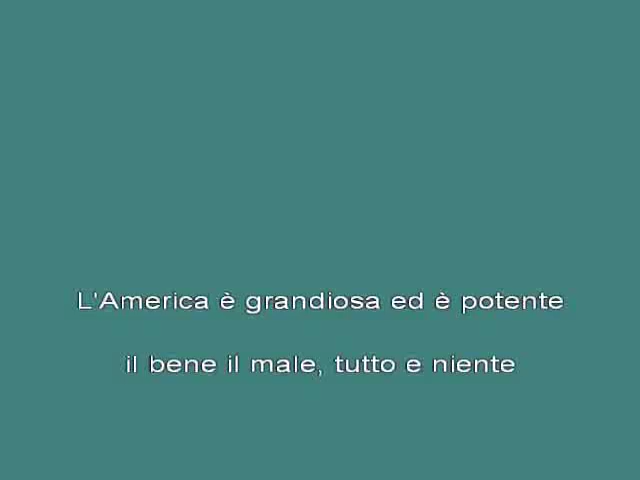 L'America è grandiosa ed è potente
il bene il male, tutto e niente